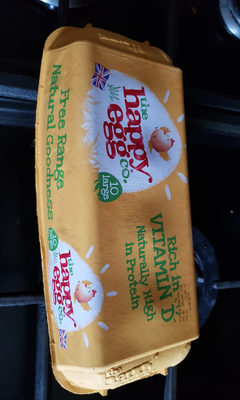 the
happy
egg
co.
10
large
Rich in
VITAMIN D
Naturally High
in Protein
Free Range
Natural Goodness
the
happy
egg
co.